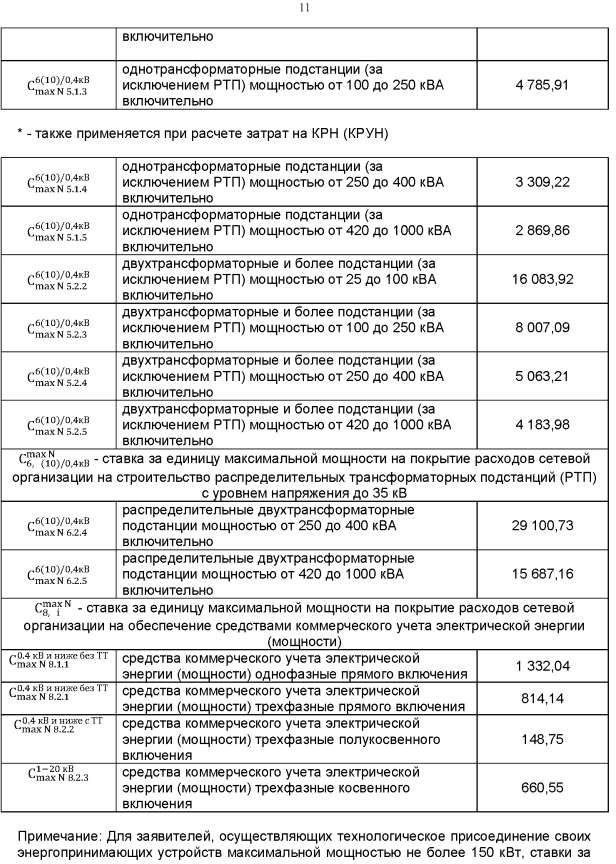 11
включительно
C 6(10)/0,4кВ max N 5.1.3
однотрансформаторные подстанции (за
исключением РТП) мощностью от 100 до 250 кВА
включительно
4 785,91
* - также применяется при расчете затрат на КРН (КРУН)
C 6(10)/0,4кВ max N 5.1.4
однотрансформаторные подстанции (за
исключением РТП) мощностью от 250 до 400 кВА
включительно
3 309,22
C 6(10)/0,4кВ max N 5.1.5
однотрансформаторные подстанции (за
исключением РТП) мощностью от 420 до 1000 кВА
включительно
2 869,86
C 6(10)/0,4кВ max N 5.2.2
двухтрансформаторные и более подстанции (за
исключением РТП) мощностью от 25 до 100 кВА
включительно
16 083,92
C 6(10)/0,4кВ max N 5.2.3
двухтрансформаторные и более подстанции (за
исключением РТП) мощностью от 100 до 250 кВА
включительно
8 007,09
C 6(10)/0,4кВ max N 5.2.4
двухтрансформаторные и более подстанции (за
исключением РТП) мощностью от 250 до 400 кВА
включительно
5 063,21
C 6(10)/0,4кВ max N 5.2.5
двухтрансформаторные и более подстанции (за
исключением РТП) мощностью от 420 до 1000 кВА
включительно
4 183,98
C max N 6, (10)/0,4кВ - ставка за единицу максимальной мощности на покрытие расходов сетевой
организации на строительство распределительных трансформаторных подстанций (РТП)
с уровнем напряжения до 35 кВ
C 6(10)/0,4кВ max N 6.2.4
распределительные двухтрансформаторные
подстанции мощностью от 250 до 400 кВА
включительно
29 100,73
C 6(10)/0,4кВ max N 6.2.5
распределительные двухтрансформаторные
подстанции мощностью от 420 до 1000 кВА
включительно
15 687,16
C max N 8, i - ставка за единицу максимальной мощности на покрытие расходов сетевой
организации на обеспечение средствами коммерческого учета электрической энергии
(мощности)
C 0.4 кВ и ниже без ТТ max N 8.1.1
средства коммерческого учета электрической
энергии (мощности) однофазные прямого включения
1 332,04
C 0.4 кВ и ниже без ТТ max N 8.2.1
средства коммерческого учета электрической
энергии (мощности) трехфазные прямого включения
814,14
C 0.4 кВ и ниже с ТТ max N 8.2.2
средства коммерческого учета электрической
энергии (мощности) трехфазные полукосвенного
включения
148,75
C 1−20 кВ max N 8.2.3
средства коммерческого учета электрической
энергии (мощности) трехфазные косвенного
включения
660,55
Примечание: Для заявителей, осуществляющих технологическое присоединение своих
энергопринимающих устройств максимальной мощностью не более 150 кВт, ставки за